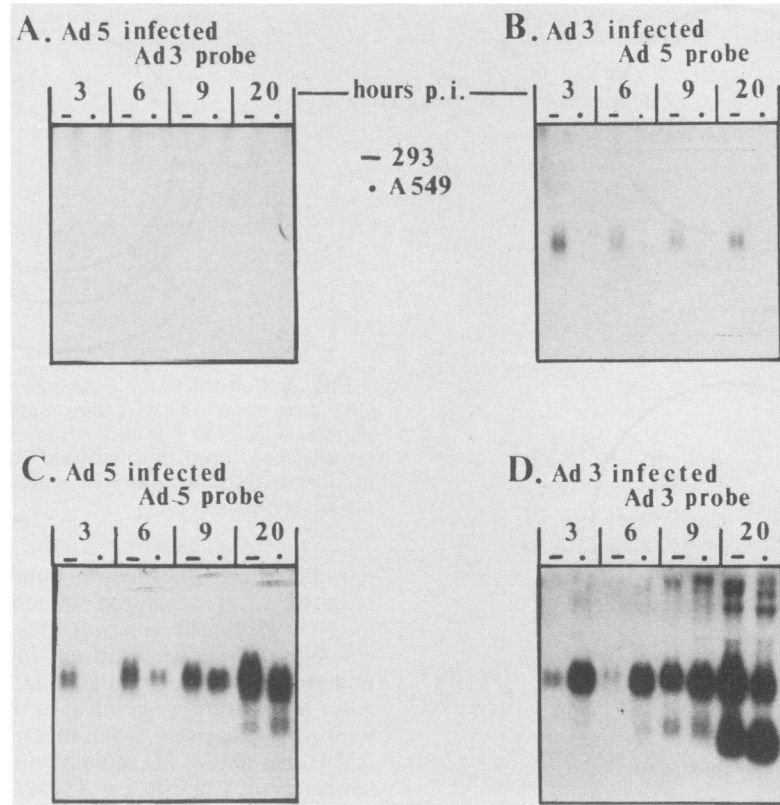 A. Ad 5 infected
Ad 3 probe
3 6 9 20
- . - . - . - .
hours p.i.
B. Ad 3 infected
Ad 5 probe
3 6 9 20
- . - . - . - .
– 293
• A549
C. Ad 5 infected
Ad 5 probe
3 6 9 20
- . - . - . - .
D. Ad 3 infected
Ad 3 probe
3 6 9 20
- . - . - . - .